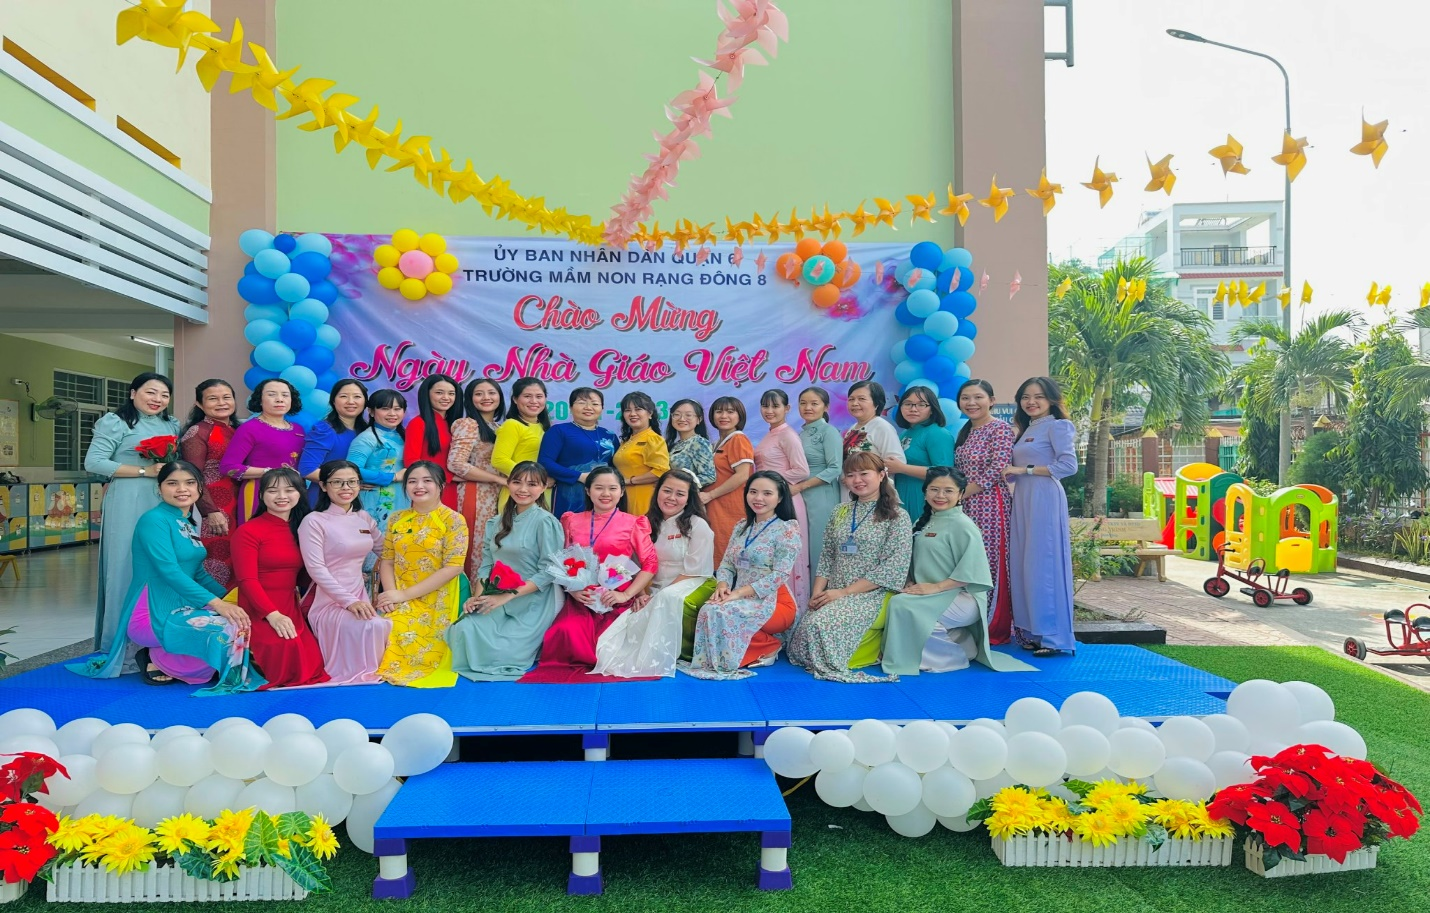 ỦY BAN NHÂN DÂN QUẬN 6
TRƯỜNG MẦM NON RẠNG ĐÔNG 8
Chào Mừng
Ngày Nhà Giáo Việt Nam